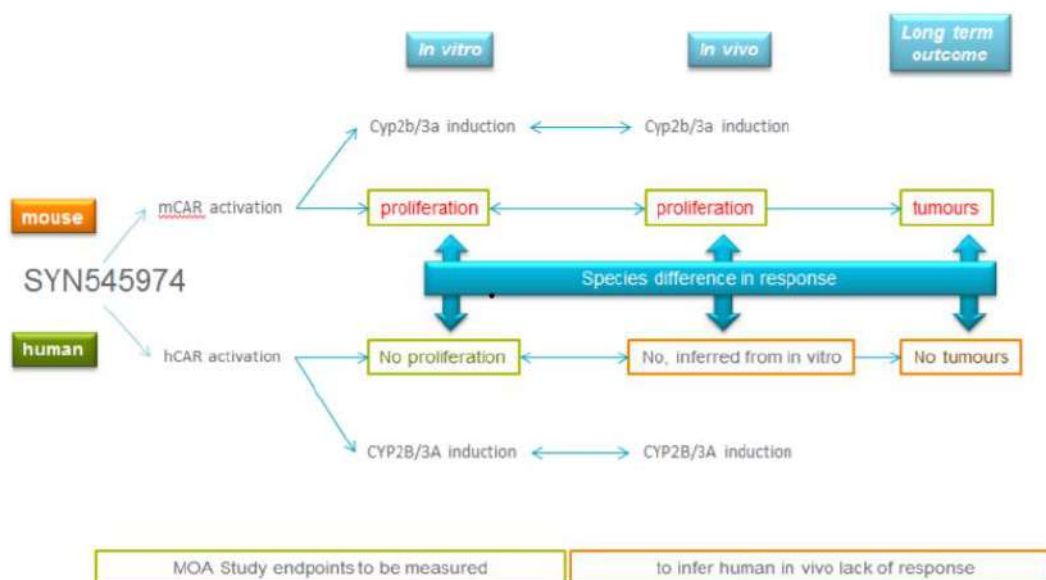 In vitro
In vivo
Long term
outcome
Cyp2b/3a induction
Cyp2b/3a induction
mouse
mCAR activation
proliferation
proliferation
tumours
SYN545974
Species difference in response
human
hCAR activation
No proliferation
No, inferred from in vitro
No tumours
CYP2B/3A induction
CYP2B/3A induction
MOA Study endpoints to be measured
to infer human in vivo lack of response